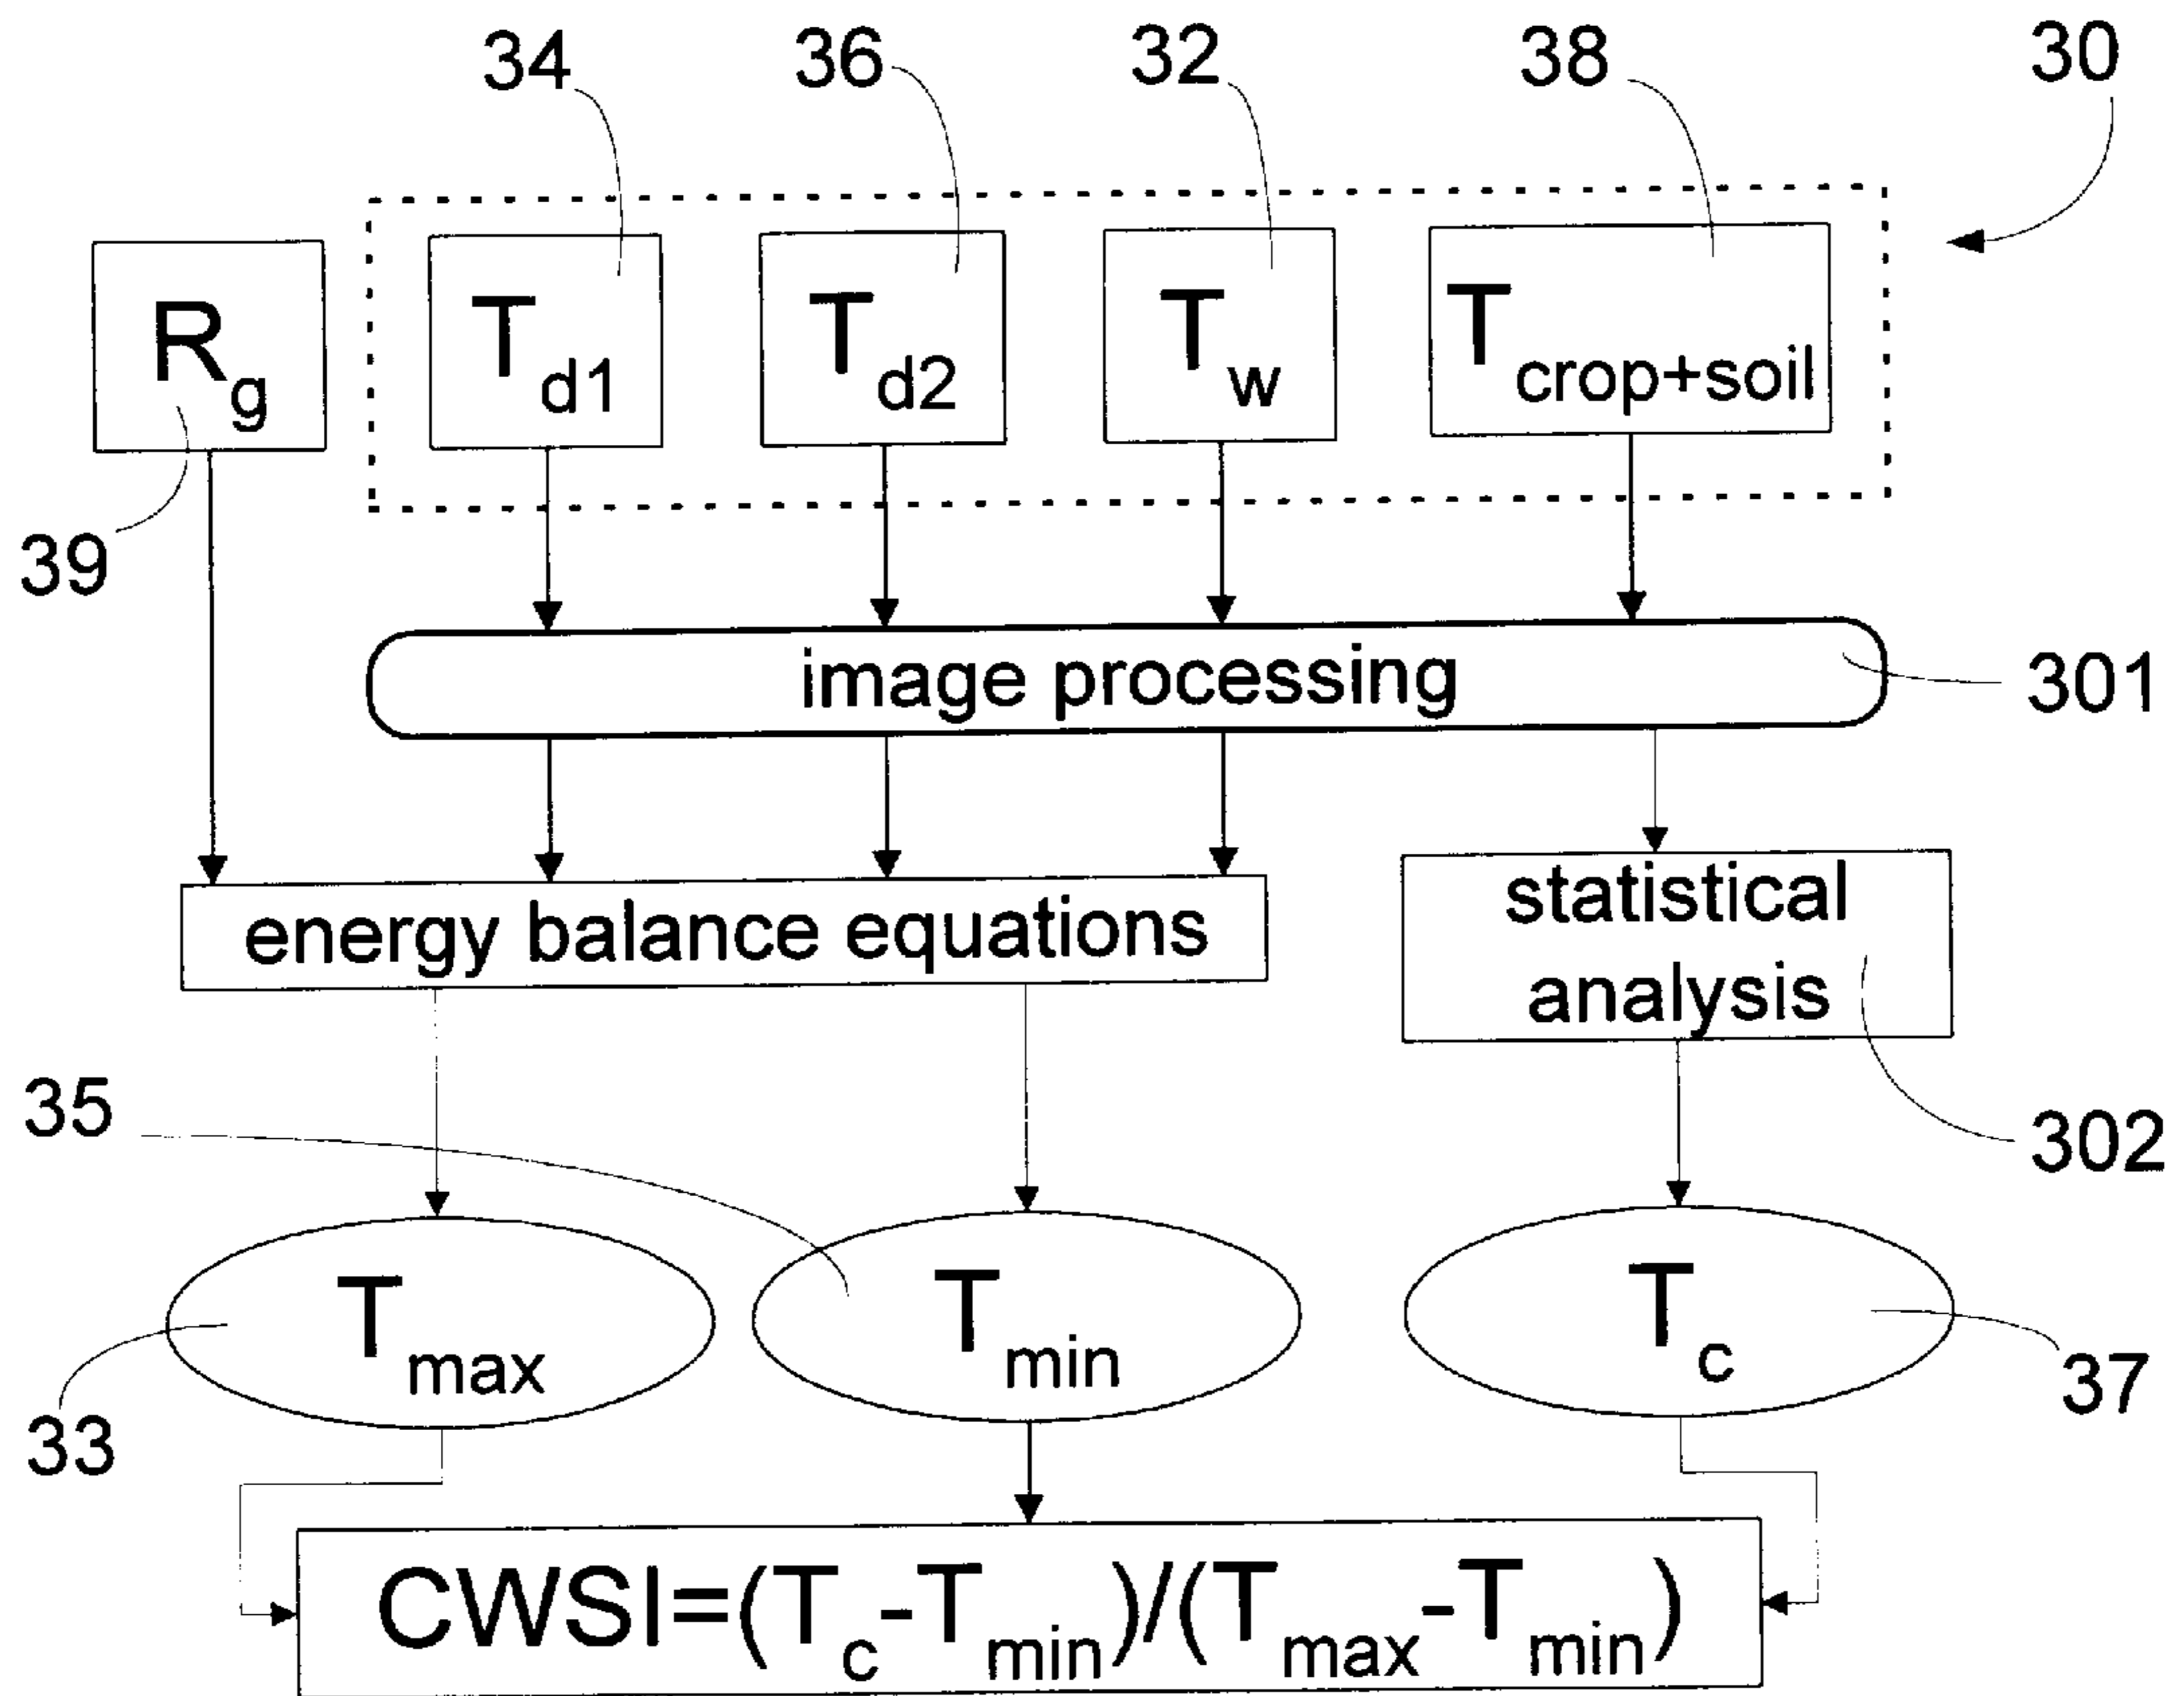 34 36 32 38 30
Rg Td1 Td2 Tw Tcrop+soil
39
image processing 301
energy balance equations
statistical
analysis
35
302
Tmax Tmin Tc
33
37
CWSI=(Tc-Tmin)/(Tmax-Tmin)